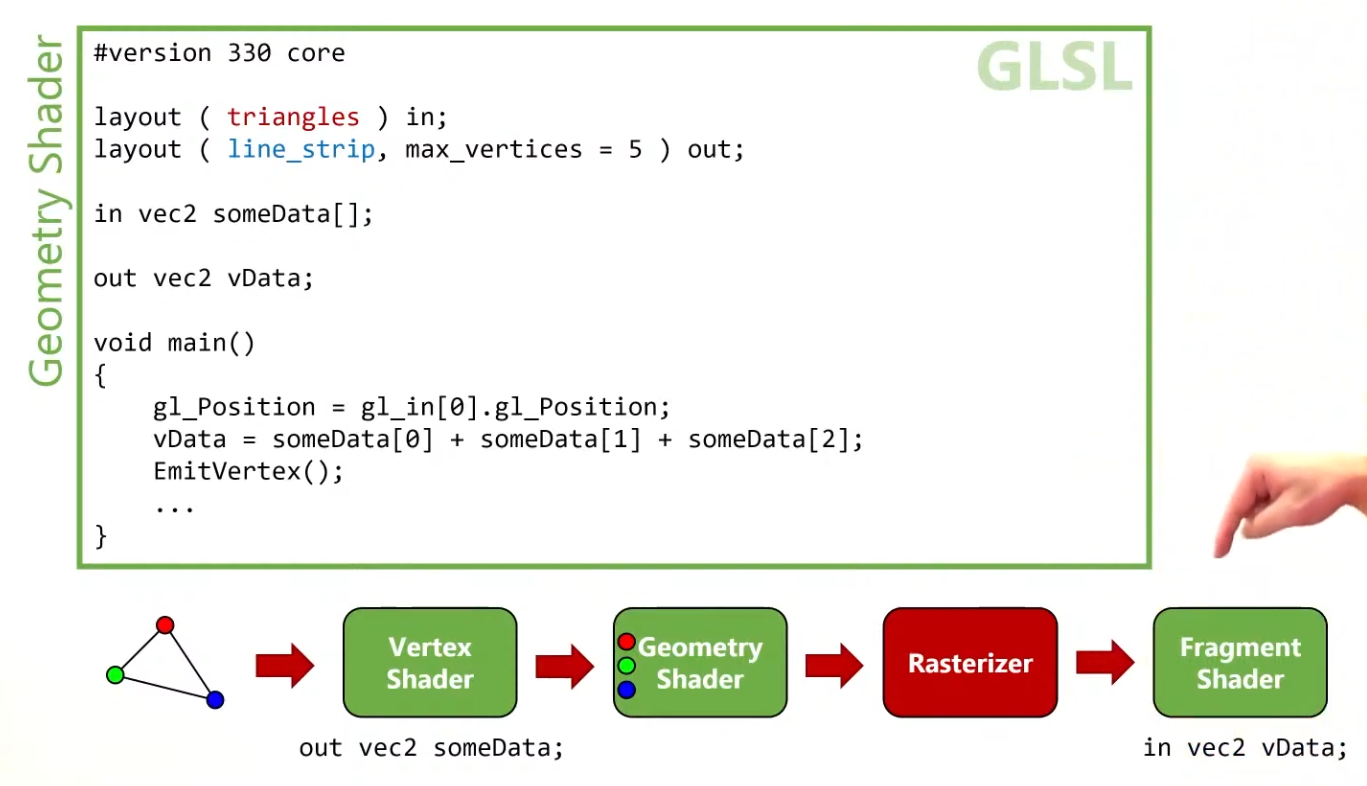 Geometry Shader
GLSL
#version 330 core
layout ( triangles ) in;
layout ( line_strip, max_vertices = 5 ) out;
in vec2 someData[];
out vec2 vData;
void main()
{
    gl_Position = gl_in[0].gl_Position;
    vData = someData[0] + someData[1] + someData[2];
    EmitVertex();
    ...
}
Vertex
Shader
Geometry
Shader
Rasterizer
Fragment
Shader
out vec2 someData;
in vec2 vData;